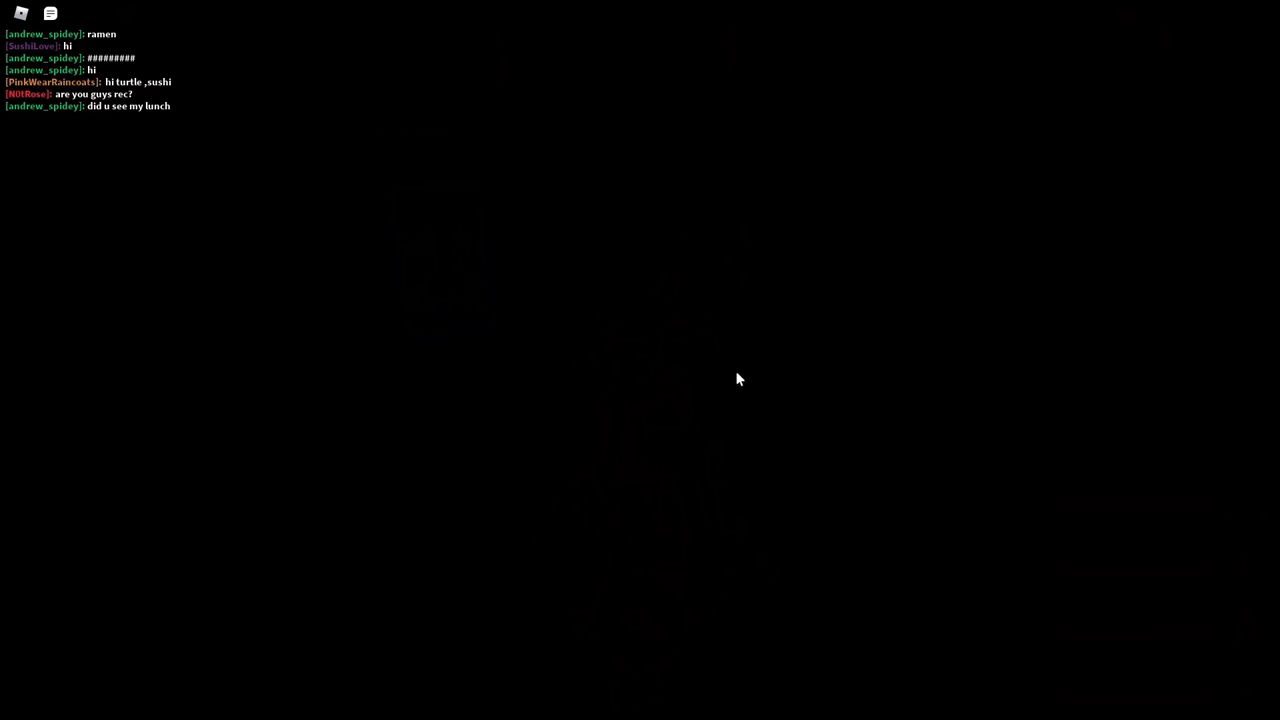 [andrew_spidey]: ramen
[SushiLove]: hi
[andrew_spidey]: #########
[andrew_spidey]: hi
[PinkWearRaincoats]: hi turtle ,sushi
[N0tRose]: are you guys rec?
[andrew_spidey]: did u see my lunch